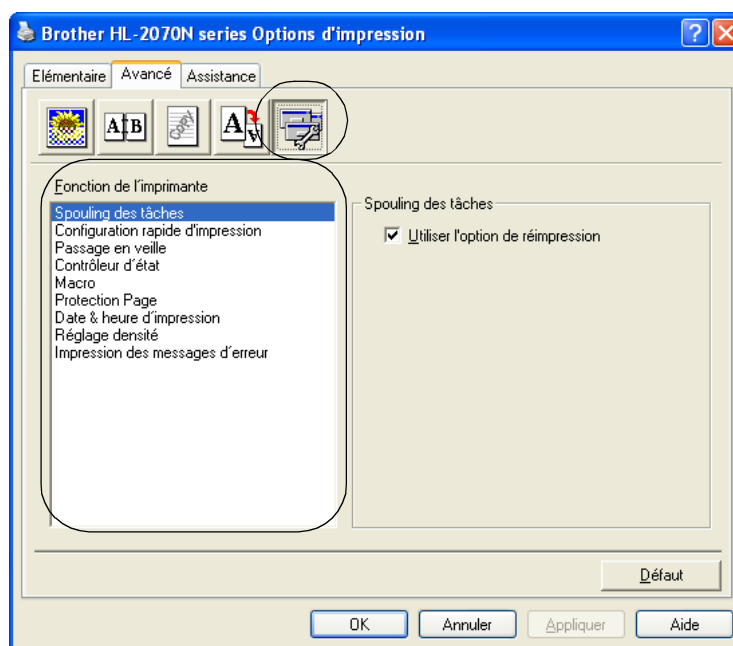 Brother HL-2070N series Options d'impression
Elémentaire Avancé Assistance
A B COPY A A
Fonction de l'imprimante
Spouling des tâches
Configuration rapide d'impression
Passage en veille
Contrôleur d´état
Macro
Protection Page
Date & heure d´impression
Réglage densité
Impression des messages d´erreur
Spouling des tâches
Utiliser l'option de réimpression
Défaut
OK Annuler Appliquer Aide